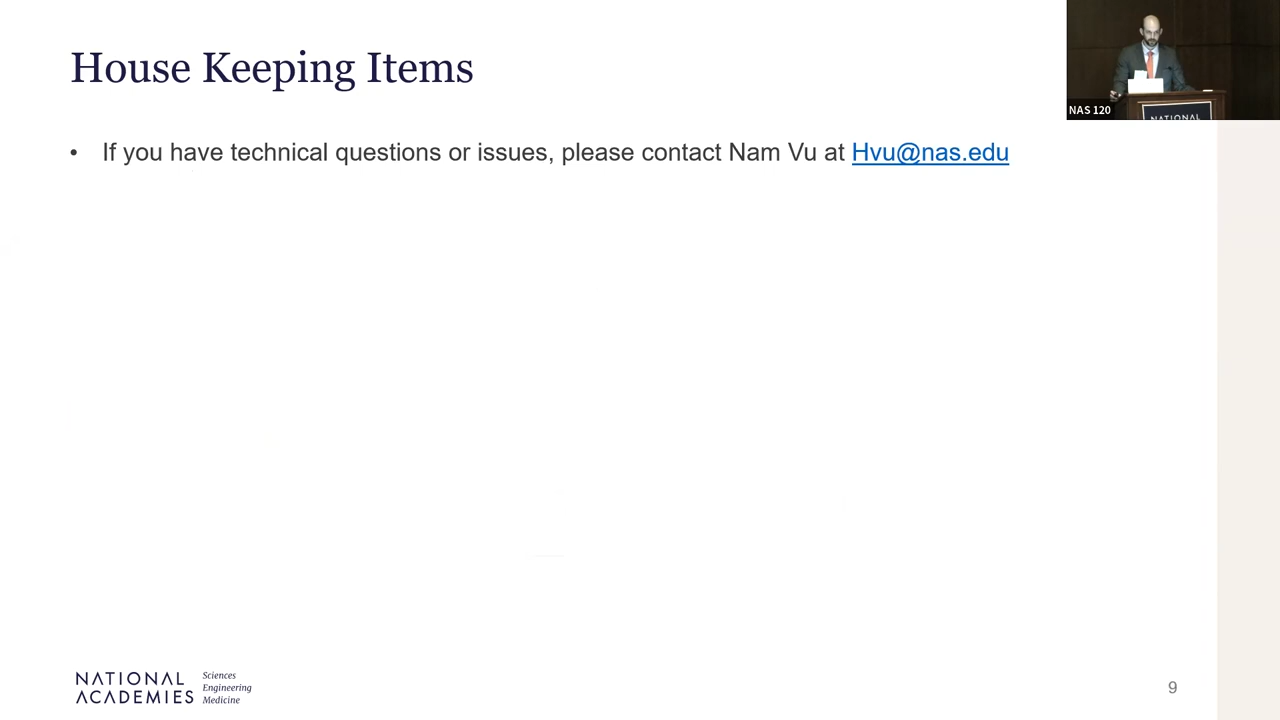 House Keeping Items
NAS 120
NATIONAL
• If you have technical questions or issues, please contact Nam Vu at Hvu@nas.edu
NATIONAL
ACADEMIES
Sciences
Engineering
Medicine
9